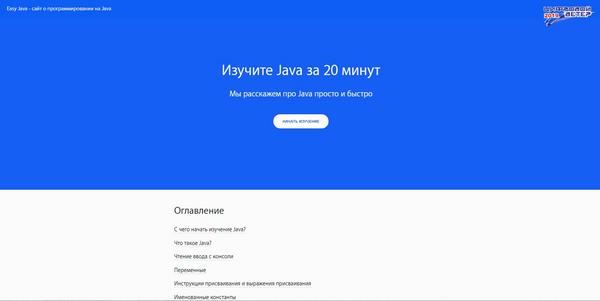 Easy Java - сайт о программировании на Java
2019
ВЕТЕР
Изучите Java за 20 минут
Мы расскажем про Java просто и быстро
НАЧАТЬ ИЗУЧЕНИЕ
Оглавление
С чего начать изучение Java?
Что такое Java?
Чтение ввода с консоли
Переменные
Инструкции присваивания и выражения присваивания
Именованные константы